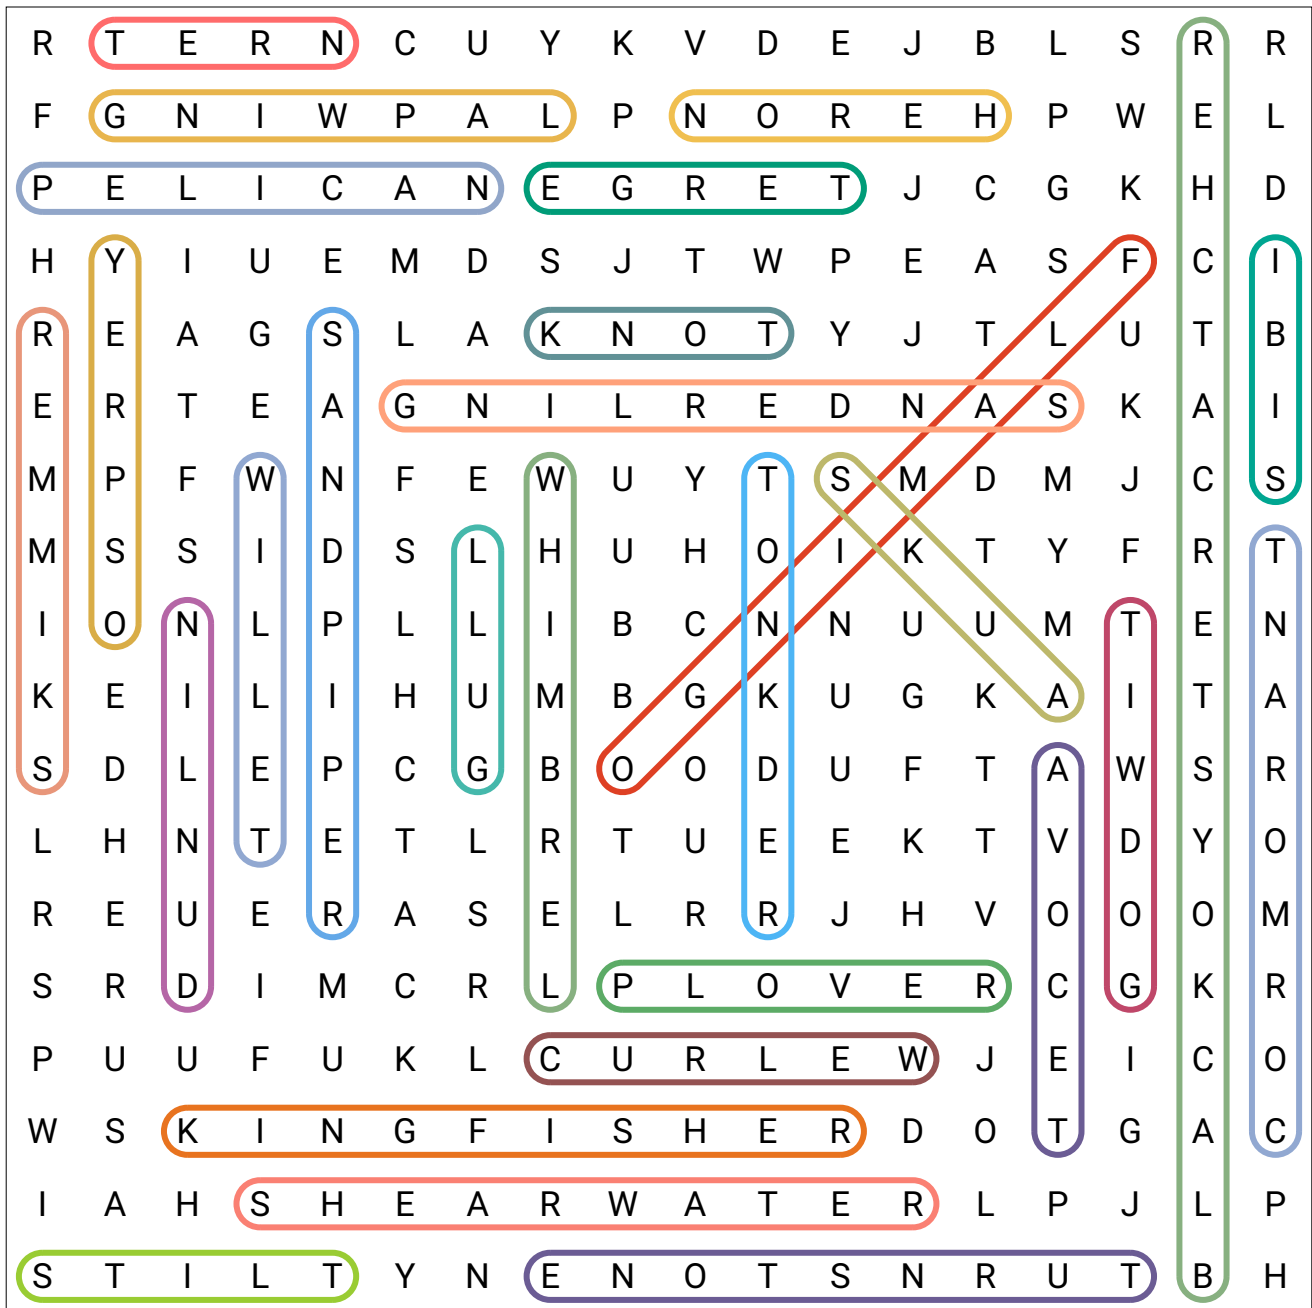 R T E R N C U Y K V D E J B L S R R
F G N I W P A L P N O R E H P W E L
P E L I C A N E G R E T J C G K H D
H Y I U E M D S J T W P E A S F C I
R E A G S L A K N O T Y J T L U T B
E R T E A G N I L R E D N A S K A I
M P F W N F E W U Y T S M D M J C S
M S S I D S L H U H O I K T Y F R T
I O N L P L L I B C N N U U M T E N
K E I L I H U M B G K U G K A I T A
S D L E P C G B O O D U F T A W S R
L H N T E T L R T U E E K T V D Y O
R E U E R A S E L R R J H V O O O M
S R D I M C R L P L O V E R C G K R
P U U F U K L C U R L E W J E I C O
W S K I N G F I S H E R D O T G A C
I A H S H E A R W A T E R L P J L P
S T I L T Y N E N O T S N R U T B H